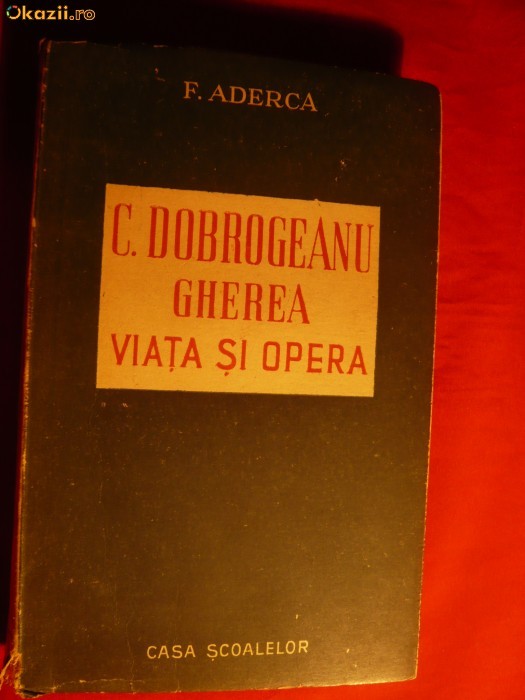 Okazii.ro
F. ADERCA
C. DOBROGEANU
GHEREA
VIAȚA ȘI OPERA
CASA ȘCOALELOR